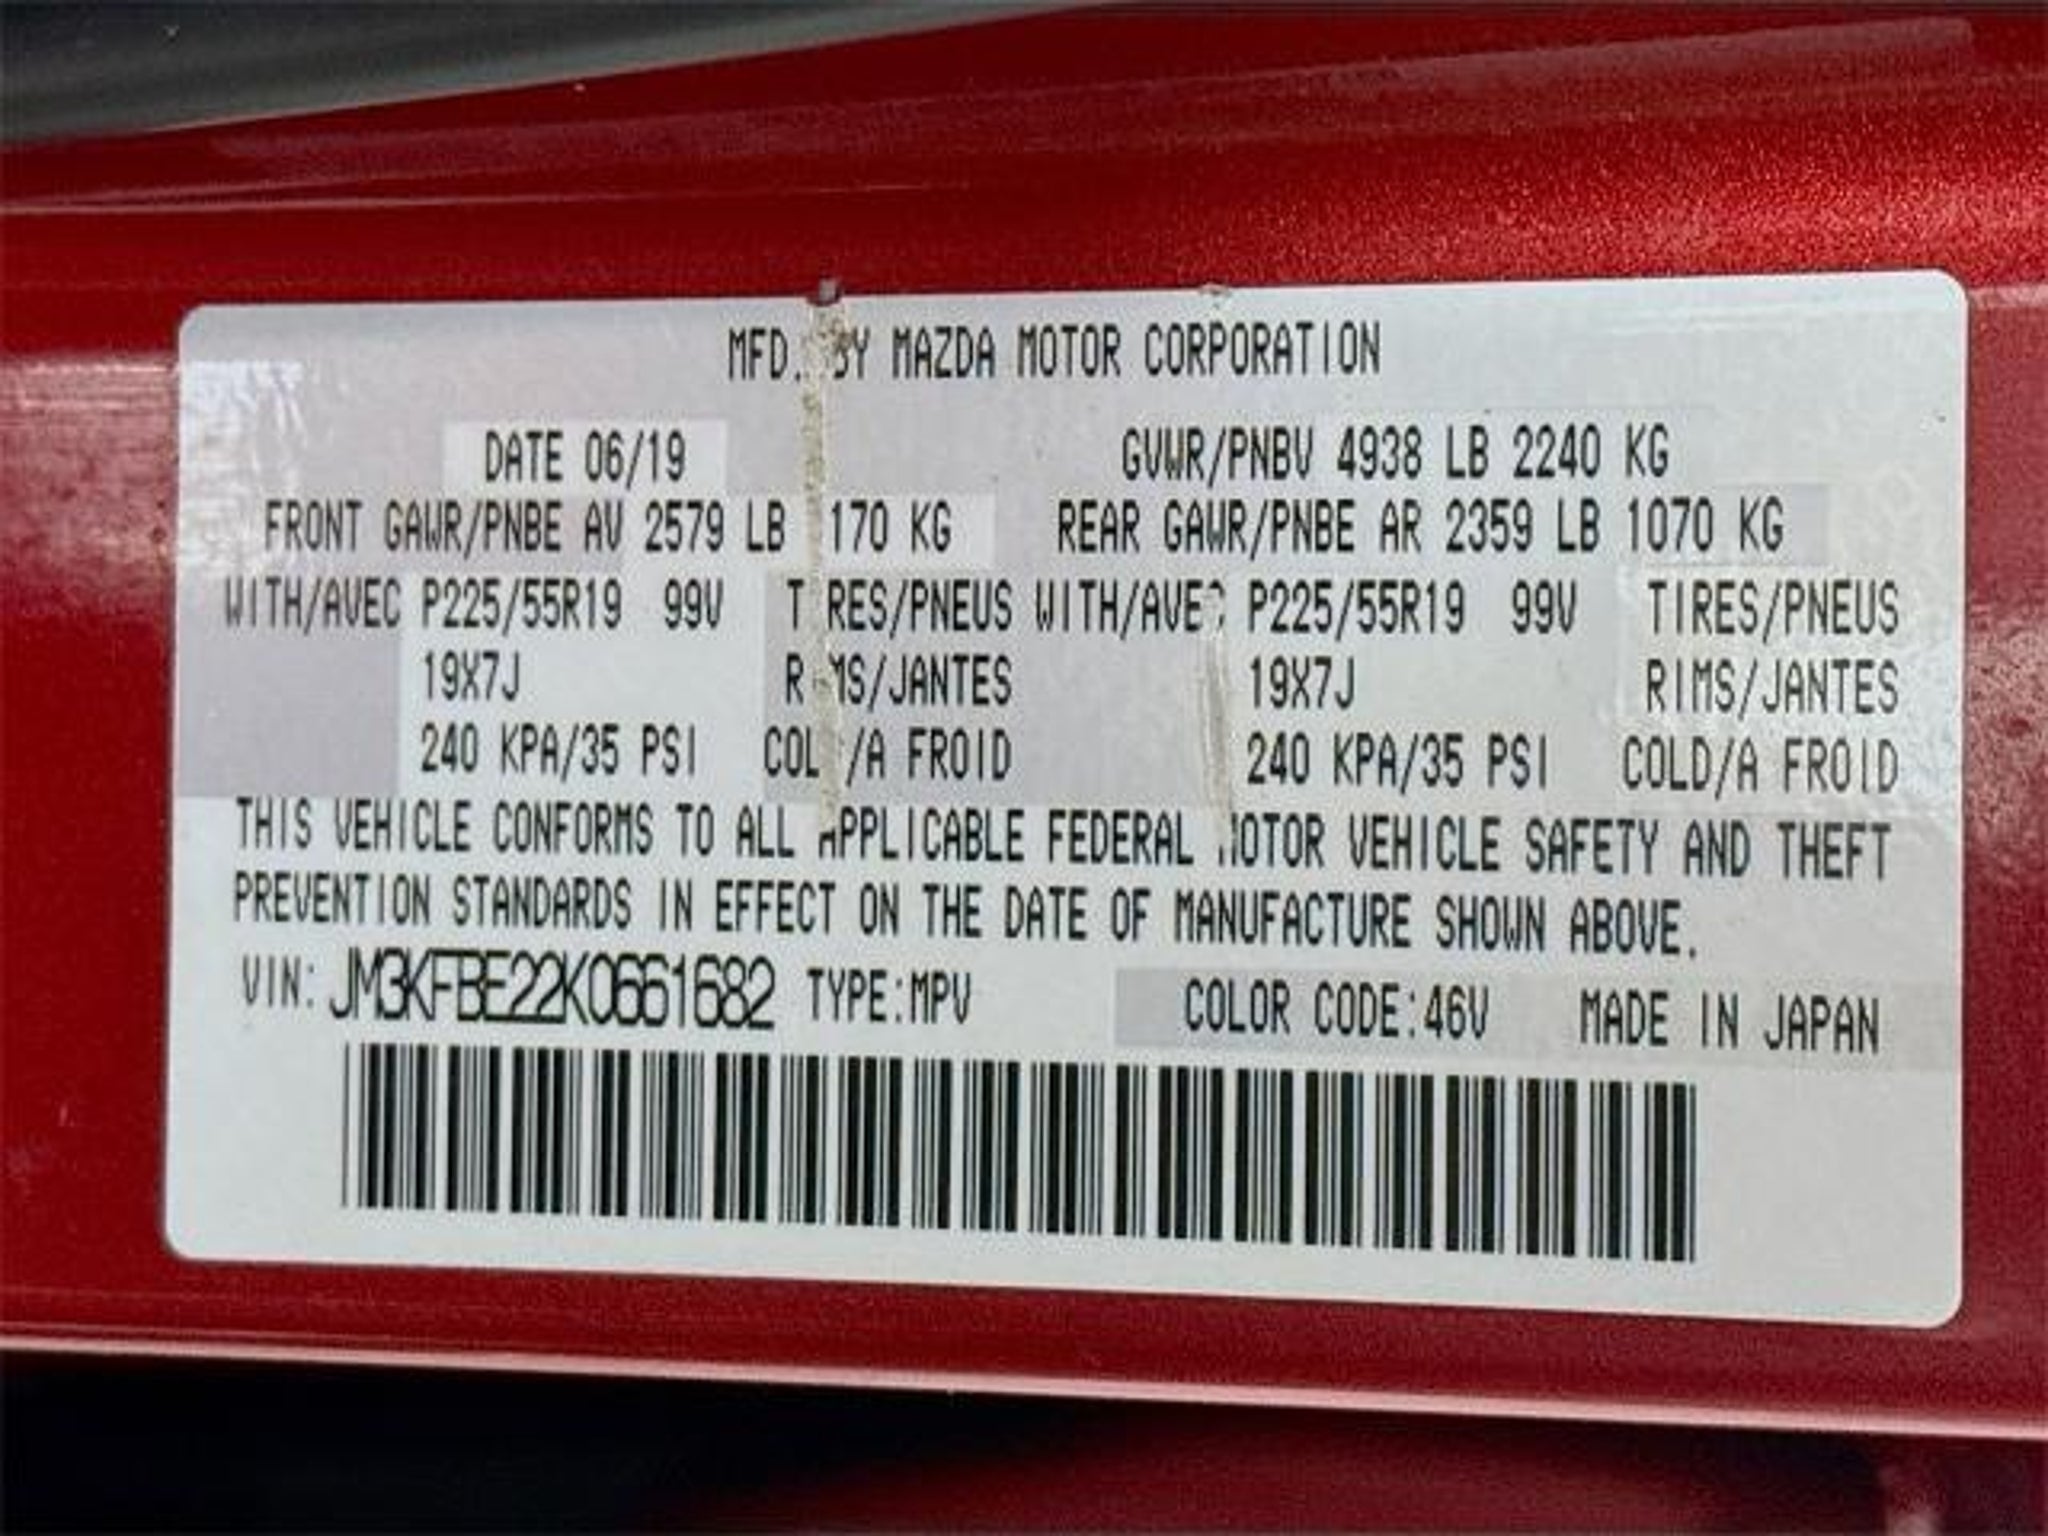 MFD. BY MAZDA MOTOR CORPORATION
DATE 06/19 GVWR/PNBV 4938 LB 2240 KG
FRONT GAWR/PNBE AV 2579 LB 170 KG REAR GAWR/PNBE AR 2359 LB 1070 KG
WITH/AVEC P225/55R19 99V TIRES/PNEUS WITH/AVEC P225/55R19 99V TIRES/PNEUS
19X7J RIMS/JANTES 19X7J RIMS/JANTES
240 KPA/35 PSI COLD/A FROID 240 KPA/35 PSI COLD/A FROID
THIS VEHICLE CONFORMS TO ALL APPLICABLE FEDERAL MOTOR VEHICLE SAFETY AND THEFT
PREVENTION STANDARDS IN EFFECT ON THE DATE OF MANUFACTURE SHOWN ABOVE.
VIN: JM3KFBE22K0661682 TYPE:MPV COLOR CODE:46V MADE IN JAPAN